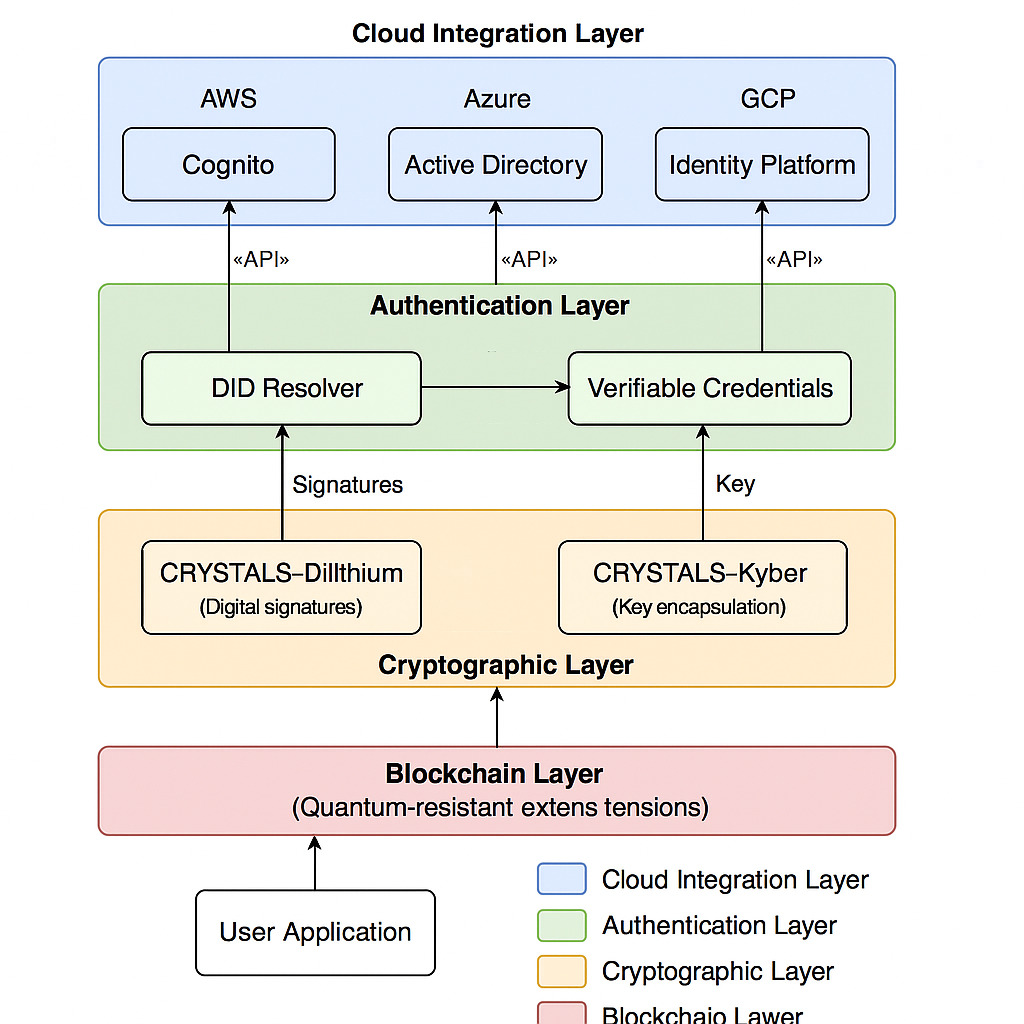 Cloud Integration Layer
AWS
Azure
GCP
Cognito
Active Directory
Identity Platform
«API»
«API»
«API»
Authentication Layer
DID Resolver
Verifiable Credentials
Signatures
Key
CRYSTALS–Dillthium
(Digital signatures)
CRYSTALS–Kyber
(Key encapsulation)
Cryptographic Layer
Blockchain Layer
(Quantum-resistant extens tensions)
User Application
Cloud Integration Layer
Authentication Layer
Cryptographic Layer
Blockchaio Lawer